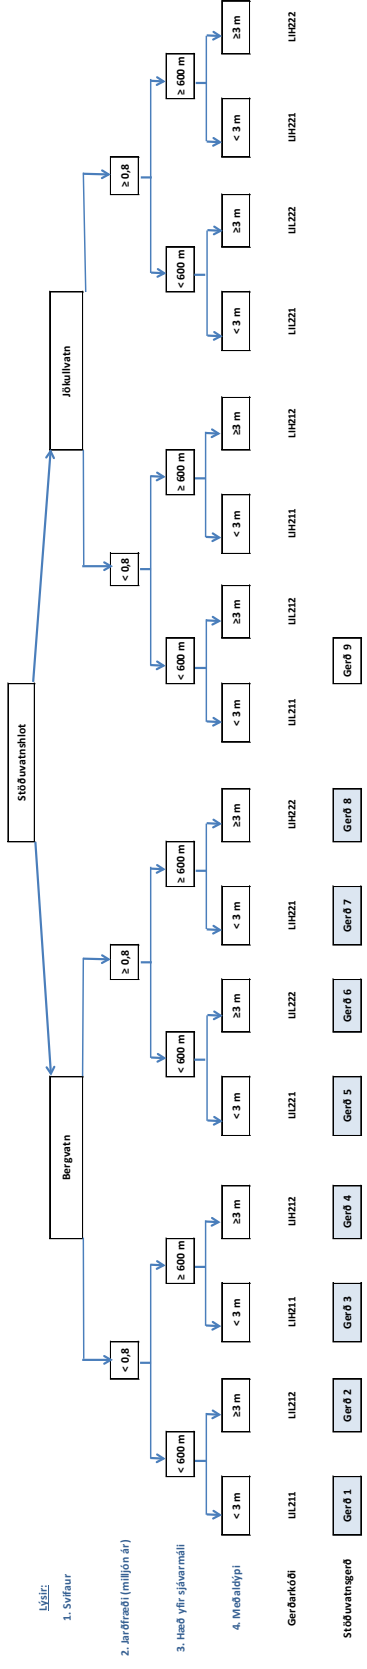 Stöðuvatnshlot
Lýsir:
1. Svifaur Bergvatn Jökullvatn
2. Jarðfræði (milljón ár) < 0,8 ≥ 0,8 < 0,8 ≥ 0,8
3. Hæð yfir sjávarmáli < 600 m ≥ 600 m < 600 m ≥ 600 m < 600 m ≥ 600 m < 600 m ≥ 600 m
4. Meðaldýpi < 3 m ≥3 m < 3 m ≥3 m < 3 m ≥3 m < 3 m ≥3 m < 3 m ≥3 m < 3 m ≥3 m < 3 m ≥3 m < 3 m ≥3 m
Gerðarkóði LIL211 LIL212 LIH211 LIH212 LIL221 LIL222 LIH221 LIH222 LIL211 LIL212 LIH211 LIH212 LIL221 LIL222 LIH221 LIH222
Stöðuvatnsgerð Gerð 1 Gerð 2 Gerð 3 Gerð 4 Gerð 5 Gerð 6 Gerð 7 Gerð 8 Gerð 9